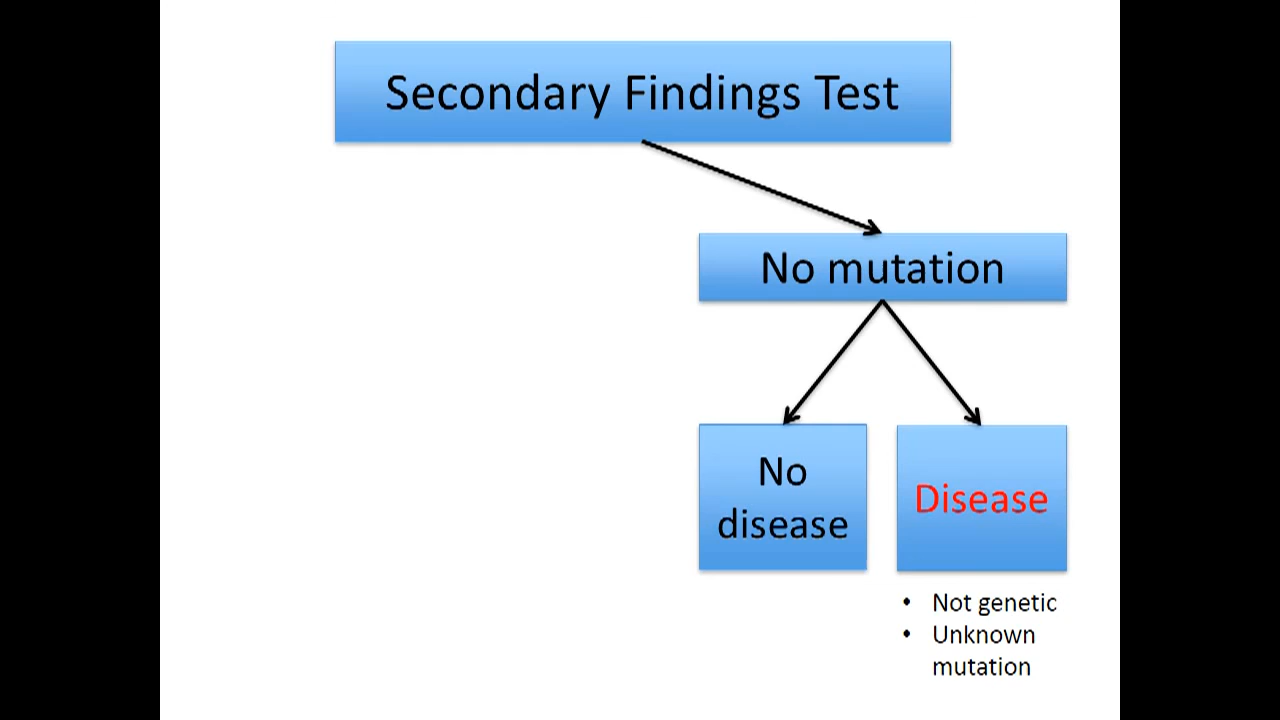 Secondary Findings Test
No mutation
No
disease
Disease
• Not genetic
• Unknown
mutation